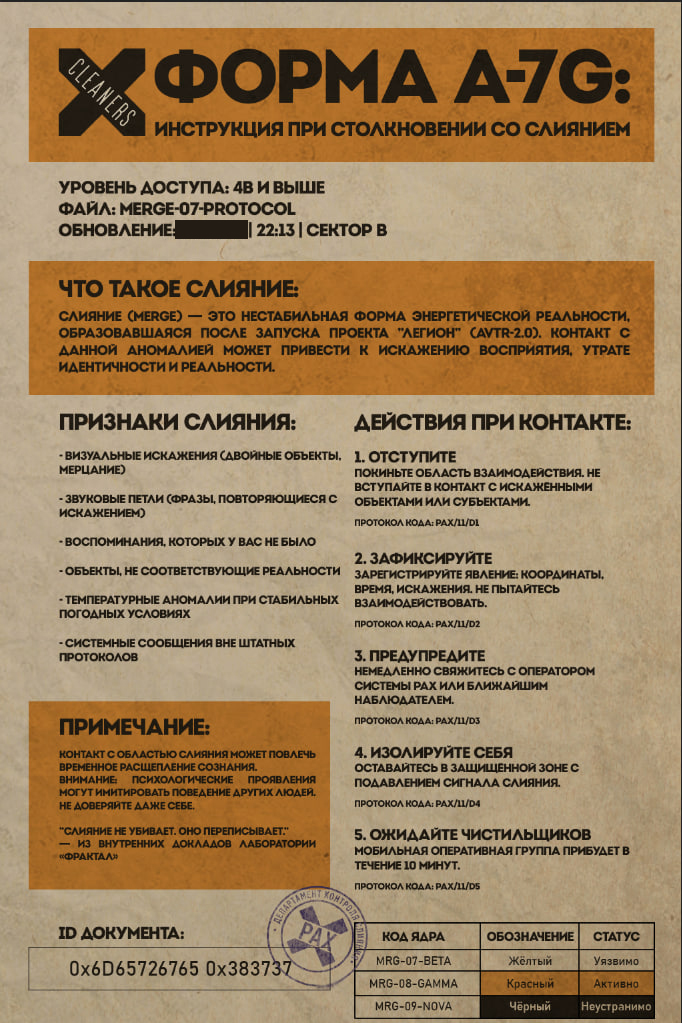 CLEANERS
ФОРМА A-7G:
ИНСТРУКЦИЯ ПРИ СТОЛКНОВЕНИИ СО СЛИЯНИЕМ
УРОВЕНЬ ДОСТУПА: 4B И ВЫШЕ
ФАЙЛ: MERGE-07-PROTOCOL
ОБНОВЛЕНИЕ: | 22:13 | СЕКТОР B
ЧТО ТАКОЕ СЛИЯНИЕ:
СЛИЯНИЕ (MERGE) — ЭТО НЕСТАБИЛЬНАЯ ФОРМА ЭНЕРГЕТИЧЕСКОЙ РЕАЛЬНОСТИ,
ОБРАЗОВАВШАЯСЯ ПОСЛЕ ЗАПУСКА ПРОЕКТА "ЛЕГИОН" (AVTR-2.0). КОНТАКТ С
ДАННОЙ АНОМАЛИЕЙ МОЖЕТ ПРИВЕСТИ К ИСКАЖЕНИЮ ВОСПРИЯТИЯ, УТРАТЕ
ИДЕНТИЧНОСТИ И РЕАЛЬНОСТИ.
ПРИЗНАКИ СЛИЯНИЯ:
- ВИЗУАЛЬНЫЕ ИСКАЖЕНИЯ (ДВОЙНЫЕ ОБЪЕКТЫ,
МЕРЦАНИЕ)
- ЗВУКОВЫЕ ПЕТЛИ (ФРАЗЫ, ПОВТОРЯЮЩИЕСЯ С
ИСКАЖЕНИЕМ)
- ВОСПОМИНАНИЯ, КОТОРЫХ У ВАС НЕ БЫЛО
- ОБЪЕКТЫ, НЕ СООТВЕТСТВУЮЩИЕ РЕАЛЬНОСТИ
- ТЕМПЕРАТУРНЫЕ АНОМАЛИИ ПРИ СТАБИЛЬНЫХ
ПОГОДНЫХ УСЛОВИЯХ
- СИСТЕМНЫЕ СООБЩЕНИЯ ВНЕ ШТАТНЫХ
ПРОТОКОЛОВ
ПРИМЕЧАНИЕ:
КОНТАКТ С ОБЛАСТЬЮ СЛИЯНИЯ МОЖЕТ ПОВЛЕЧЬ
ВРЕМЕННОЕ РАСЩЕПЛЕНИЕ СОЗНАНИЯ.
ВНИМАНИЕ: ПСИХОЛОГИЧЕСКИЕ ПРОЯВЛЕНИЯ
МОГУТ ИМИТИРОВАТЬ ПОВЕДЕНИЕ ДРУГИХ ЛЮДЕЙ.
НЕ ДОВЕРЯЙТЕ ДАЖЕ СЕБЕ.
"СЛИЯНИЕ НЕ УБИВАЕТ. ОНО ПЕРЕПИСЫВАЕТ."
— ИЗ ВНУТРЕННИХ ДОКЛАДОВ ЛАБОРАТОРИИ
«ФРАКТАЛ»
ДЕЙСТВИЯ ПРИ КОНТАКТЕ:
1. ОТСТУПИТЕ
ПОКИНЬТЕ ОБЛАСТЬ ВЗАИМОДЕЙСТВИЯ. НЕ
ВСТУПАЙТЕ В КОНТАКТ С ИСКАЖЁННЫМИ
ОБЪЕКТАМИ ИЛИ СУБЪЕКТАМИ.
ПРОТОКОЛ КОДА: PAX/11/D1
2. ЗАФИКСИРУЙТЕ
ЗАРЕГИСТРИРУЙТЕ ЯВЛЕНИЕ: КООРДИНАТЫ,
ВРЕМЯ, ИСКАЖЕНИЯ. НЕ ПЫТАЙТЕСЬ
ВЗАИМОДЕЙСТВОВАТЬ.
ПРОТОКОЛ КОДА: PAX/11/D2
3. ПРЕДУПРЕДИТЕ
НЕМЕДЛЕННО СВЯЖИТЕСЬ С ОПЕРАТОРОМ
СИСТЕМЫ PAX ИЛИ БЛИЖАЙШИМ
НАБЛЮДАТЕЛЕМ.
ПРОТОКОЛ КОДА: PAX/11/D3
4. ИЗОЛИРУЙТЕ СЕБЯ
ОСТАВАЙТЕСЬ В ЗАЩИЩЁННОЙ ЗОНЕ С
ПОДАВЛЕНИЕМ СИГНАЛА СЛИЯНИЯ.
ПРОТОКОЛ КОДА: PAX/11/D4
5. ОЖИДАЙТЕ ЧИСТИЛЬЩИКОВ
МОБИЛЬНАЯ ОПЕРАТИВНАЯ ГРУППА ПРИБУДЕТ В
ТЕЧЕНИЕ 10 МИНУТ.
ПРОТОКОЛ КОДА: PAX/11/D5
ID ДОКУМЕНТА:
0x6D65726765 0x383737
ДЕПАРТАМЕНТ КОНТРОЛЯ СЛИЯНИЯ
PAX
КОД ЯДРА ОБОЗНАЧЕНИЕ СТАТУС
MRG-07-BETA Жёлтый Уязвимо
MRG-08-GAMMA Красный Активно
MRG-09-NOVA Чёрный Неустранимо